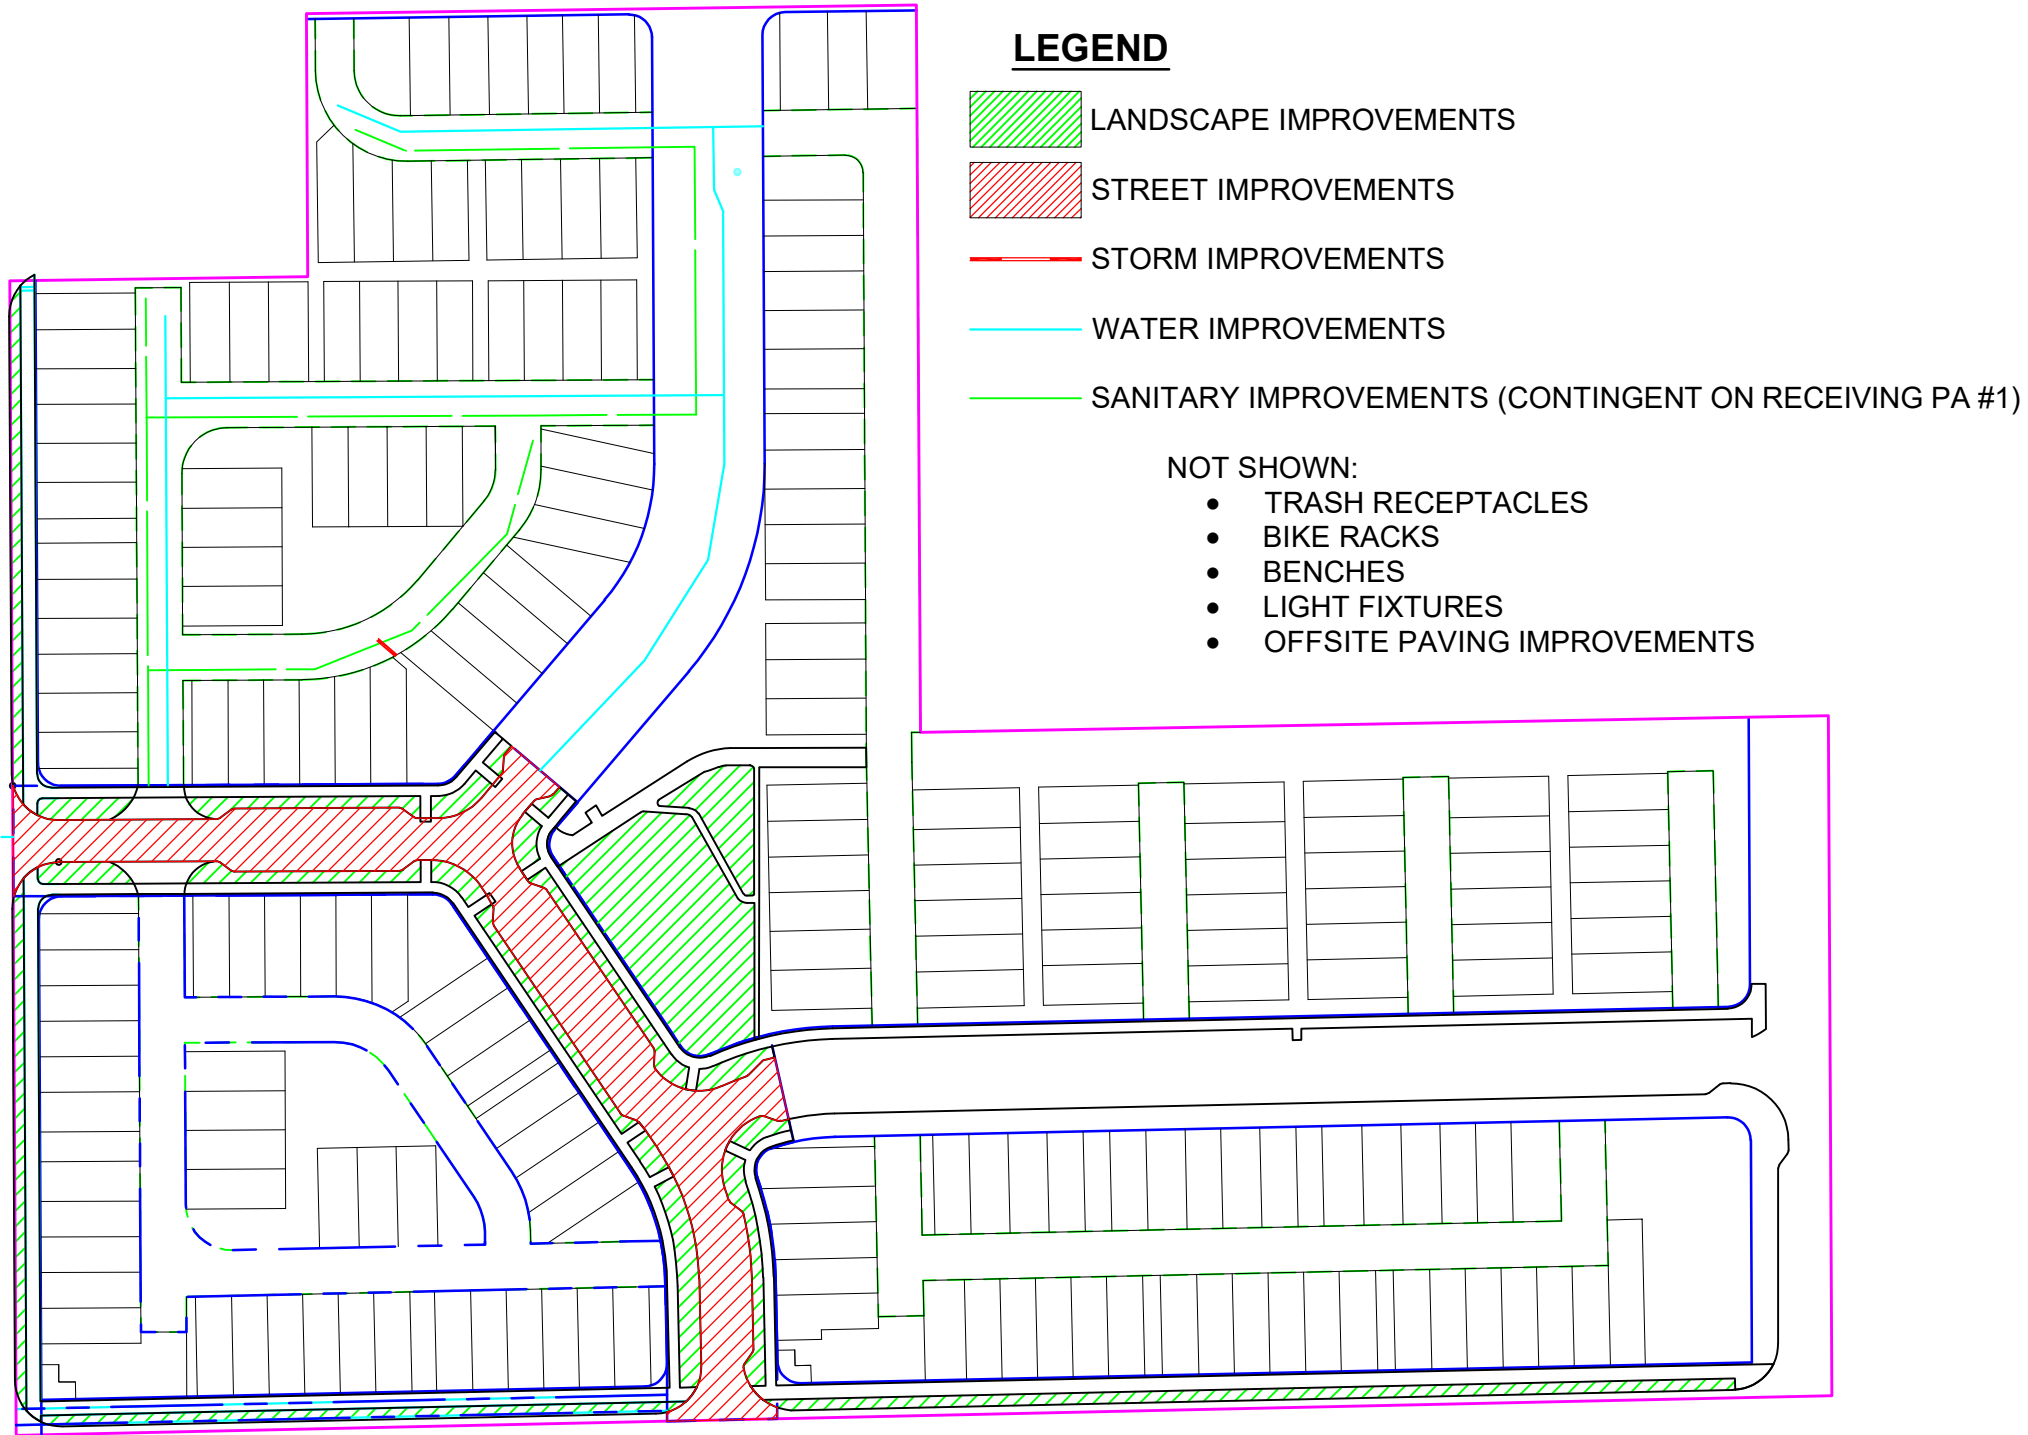 LEGEND
LANDSCAPE IMPROVEMENTS
STREET IMPROVEMENTS
STORM IMPROVEMENTS
WATER IMPROVEMENTS
SANITARY IMPROVEMENTS (CONTINGENT ON RECEIVING PA #1)
NOT SHOWN:
• TRASH RECEPTACLES
• BIKE RACKS
• BENCHES
• LIGHT FIXTURES
• OFFSITE PAVING IMPROVEMENTS